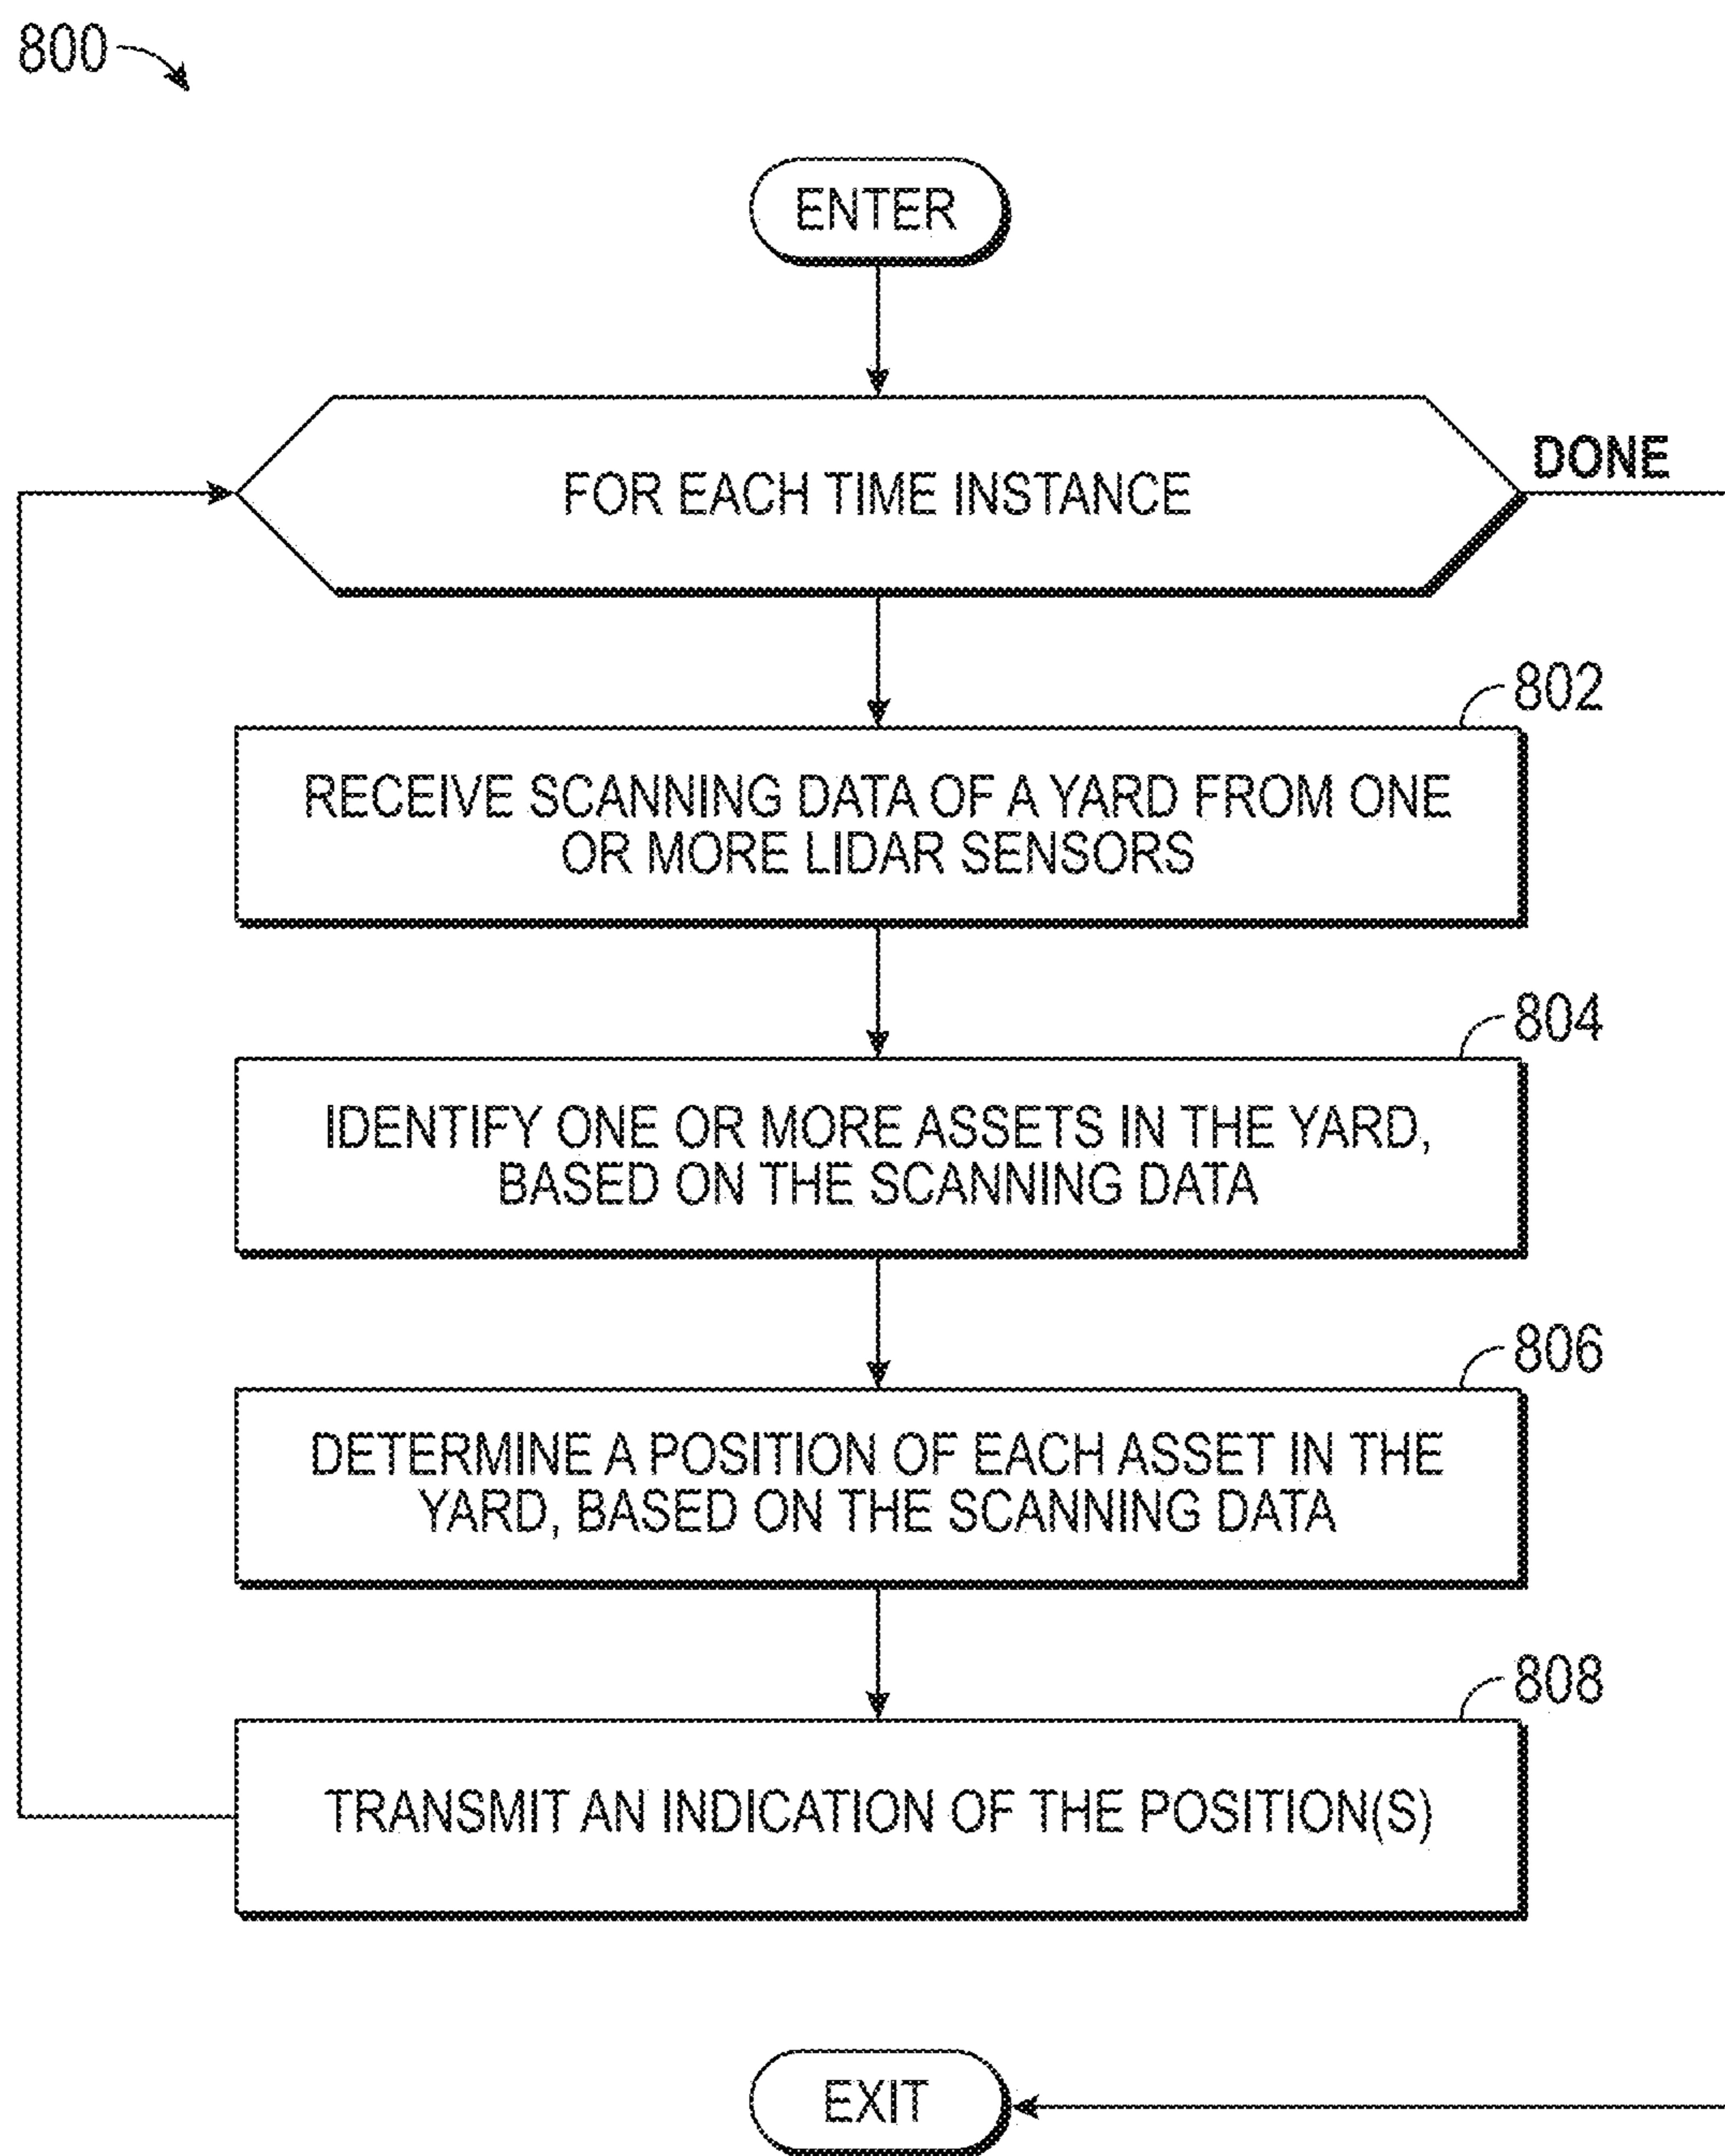 800
ENTER
FOR EACH TIME INSTANCE
DONE
802
RECEIVE SCANNING DATA OF A YARD FROM ONE
OR MORE LIDAR SENSORS
804
IDENTIFY ONE OR MORE ASSETS IN THE YARD,
BASED ON THE SCANNING DATA
806
DETERMINE A POSITION OF EACH ASSET IN THE
YARD, BASED ON THE SCANNING DATA
808
TRANSMIT AN INDICATION OF THE POSITION(S)
EXIT